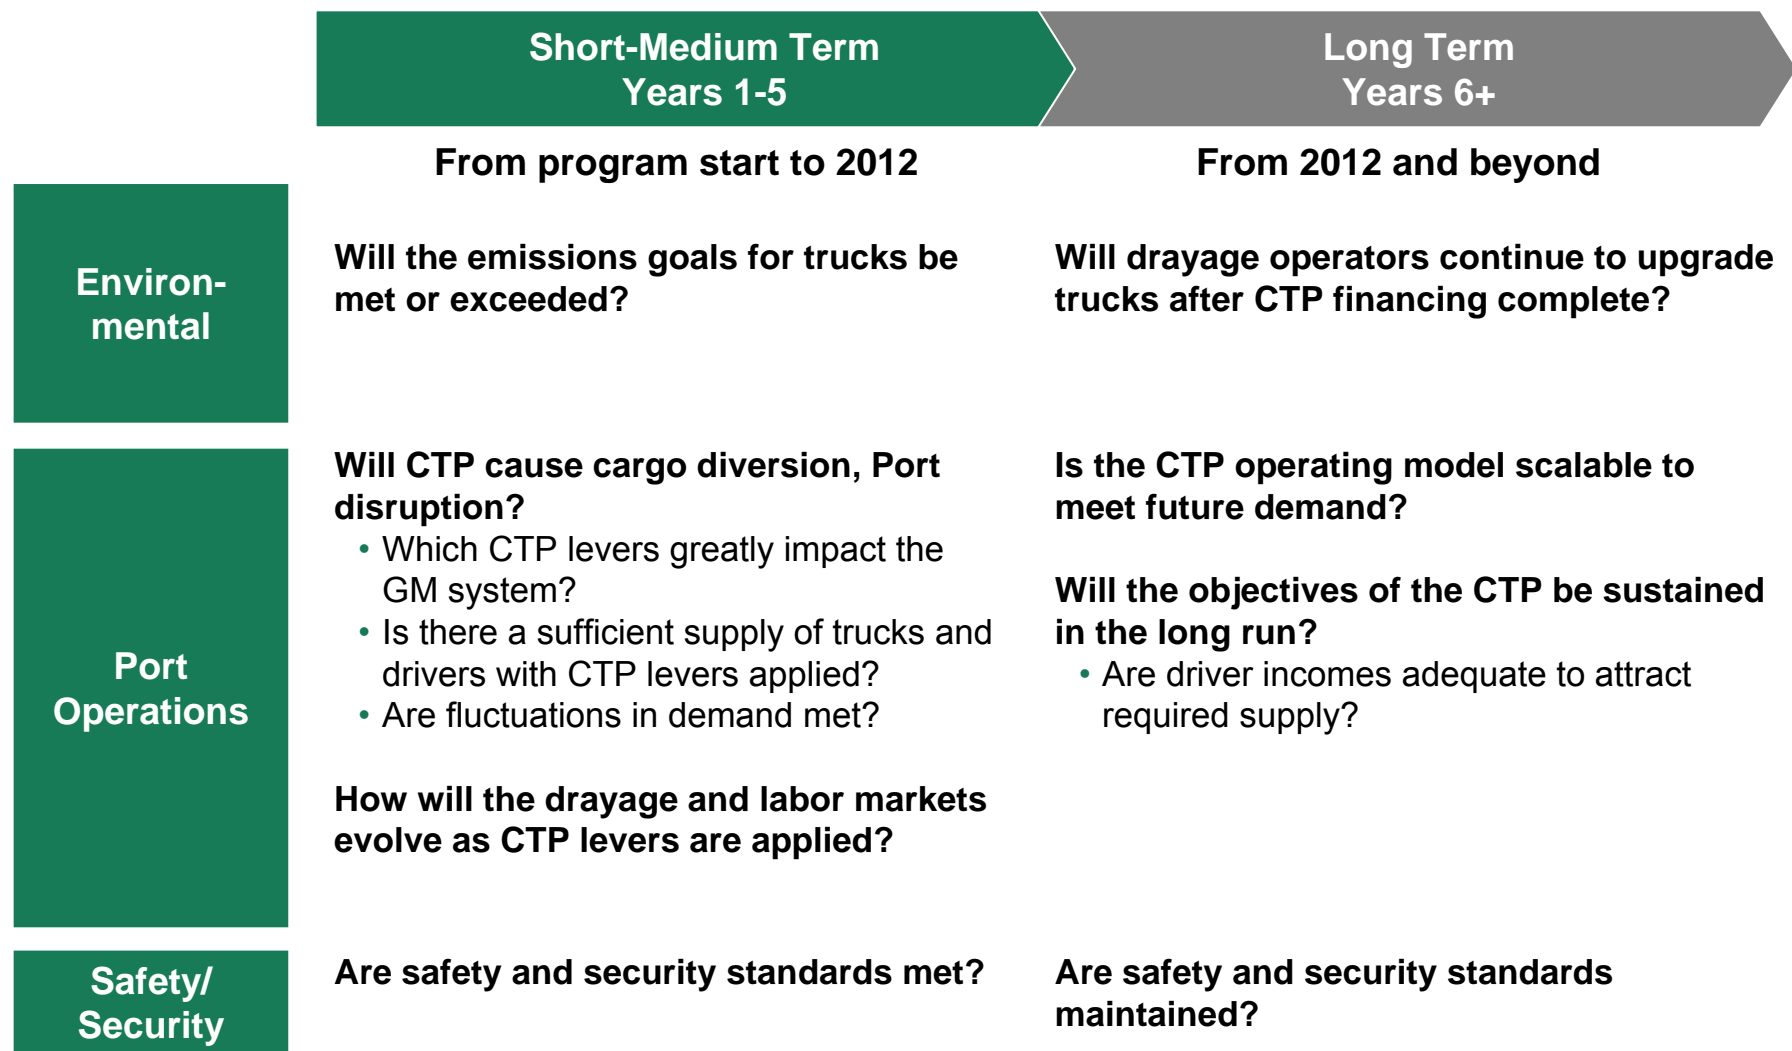 Short-Medium Term
Years 1-5
Long Term
Years 6+
From program start to 2012
From 2012 and beyond
Environ-
mental
Will the emissions goals for trucks be
met or exceeded?
Will drayage operators continue to upgrade
trucks after CTP financing complete?
Port
Operations
Will CTP cause cargo diversion, Port
disruption?
• Which CTP levers greatly impact the
GM system?
• Is there a sufficient supply of trucks and
drivers with CTP levers applied?
• Are fluctuations in demand met?
How will the drayage and labor markets
evolve as CTP levers are applied?
Is the CTP operating model scalable to
meet future demand?
Will the objectives of the CTP be sustained
in the long run?
• Are driver incomes adequate to attract
required supply?
Safety/
Security
Are safety and security standards met?
Are safety and security standards
maintained?